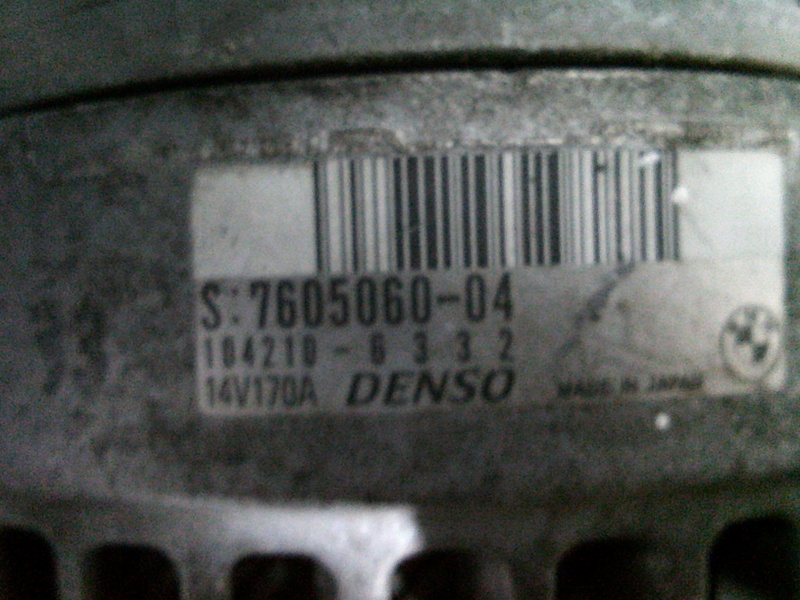 S:7605060-04
104210-6332
14V170A DENSO MADE IN JAPAN